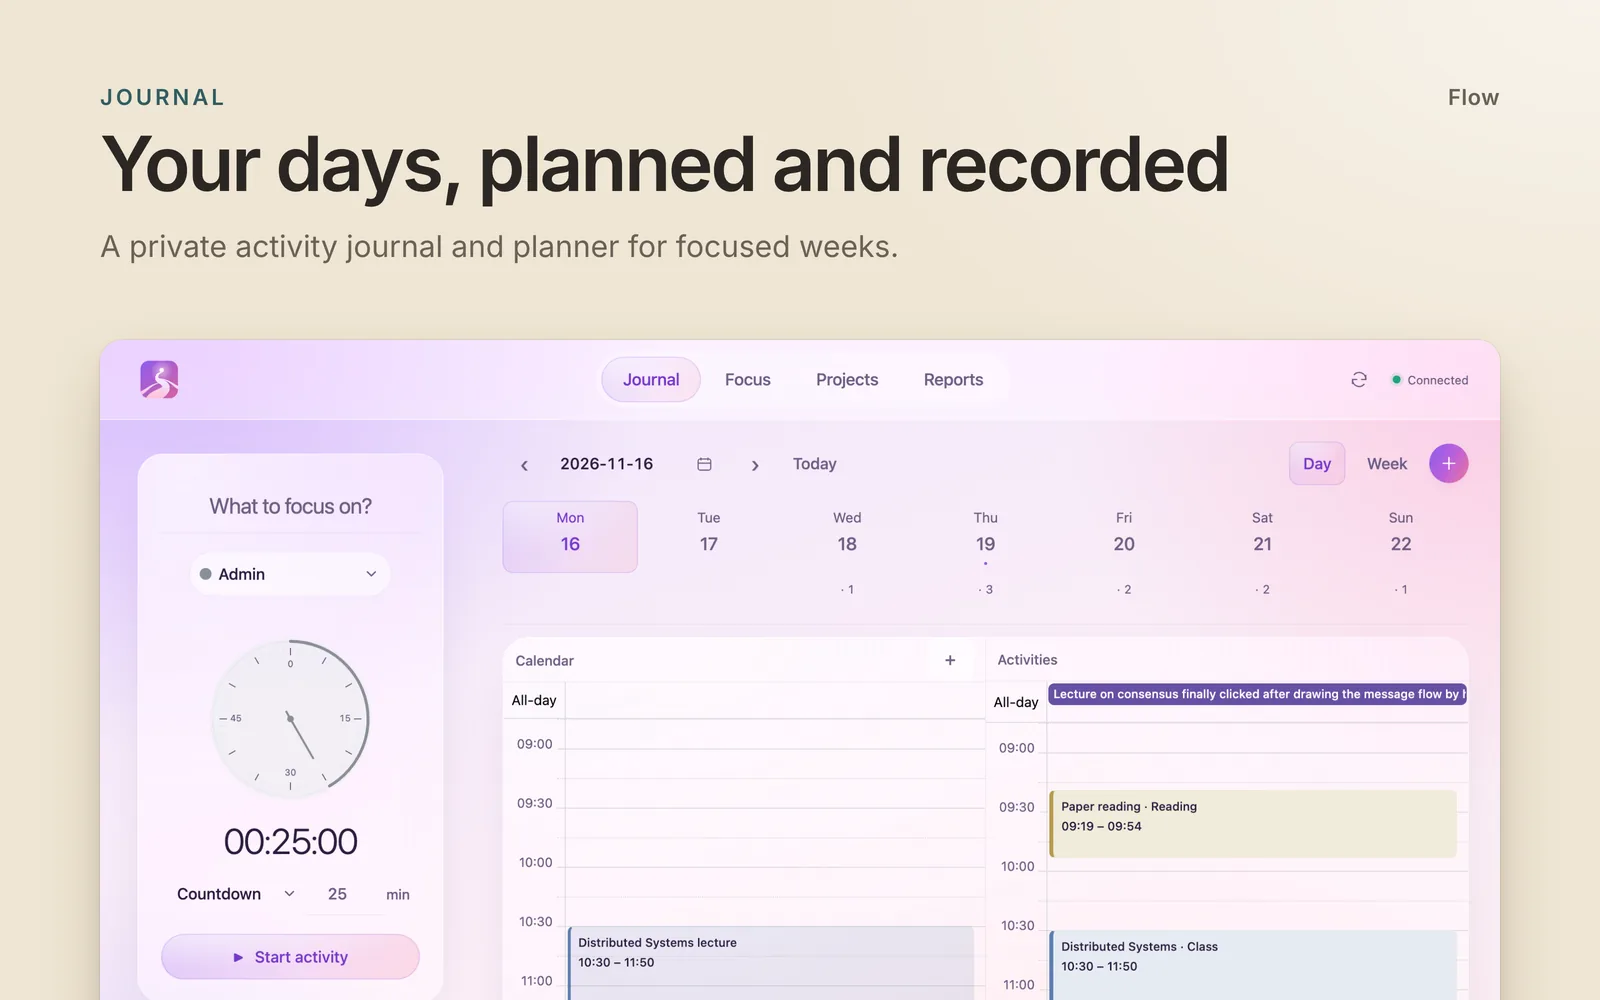 JOURNAL
Flow
Your days, planned and recorded
A private activity journal and planner for focused weeks.
Journal
Focus
Projects
Reports
Connected
What to focus on?
Admin
0
15
30
45
00:25:00
Countdown
25
min
Start activity
2026-11-16
Today
Day
Week
Mon
16
Tue
17
Wed
18
· 1
Thu
19
· 3
Fri
20
· 2
Sat
21
· 2
Sun
22
· 1
Calendar
+
All-day
09:00
09:30
10:00
10:30
11:00
Distributed Systems lecture
10:30 – 11:50
Activities
All-day
Lecture on consensus finally clicked after drawing the message flow by
09:00
09:30
10:00
10:30
11:00
Paper reading · Reading
09:19 – 09:54
Distributed Systems · Class
10:30 – 11:50